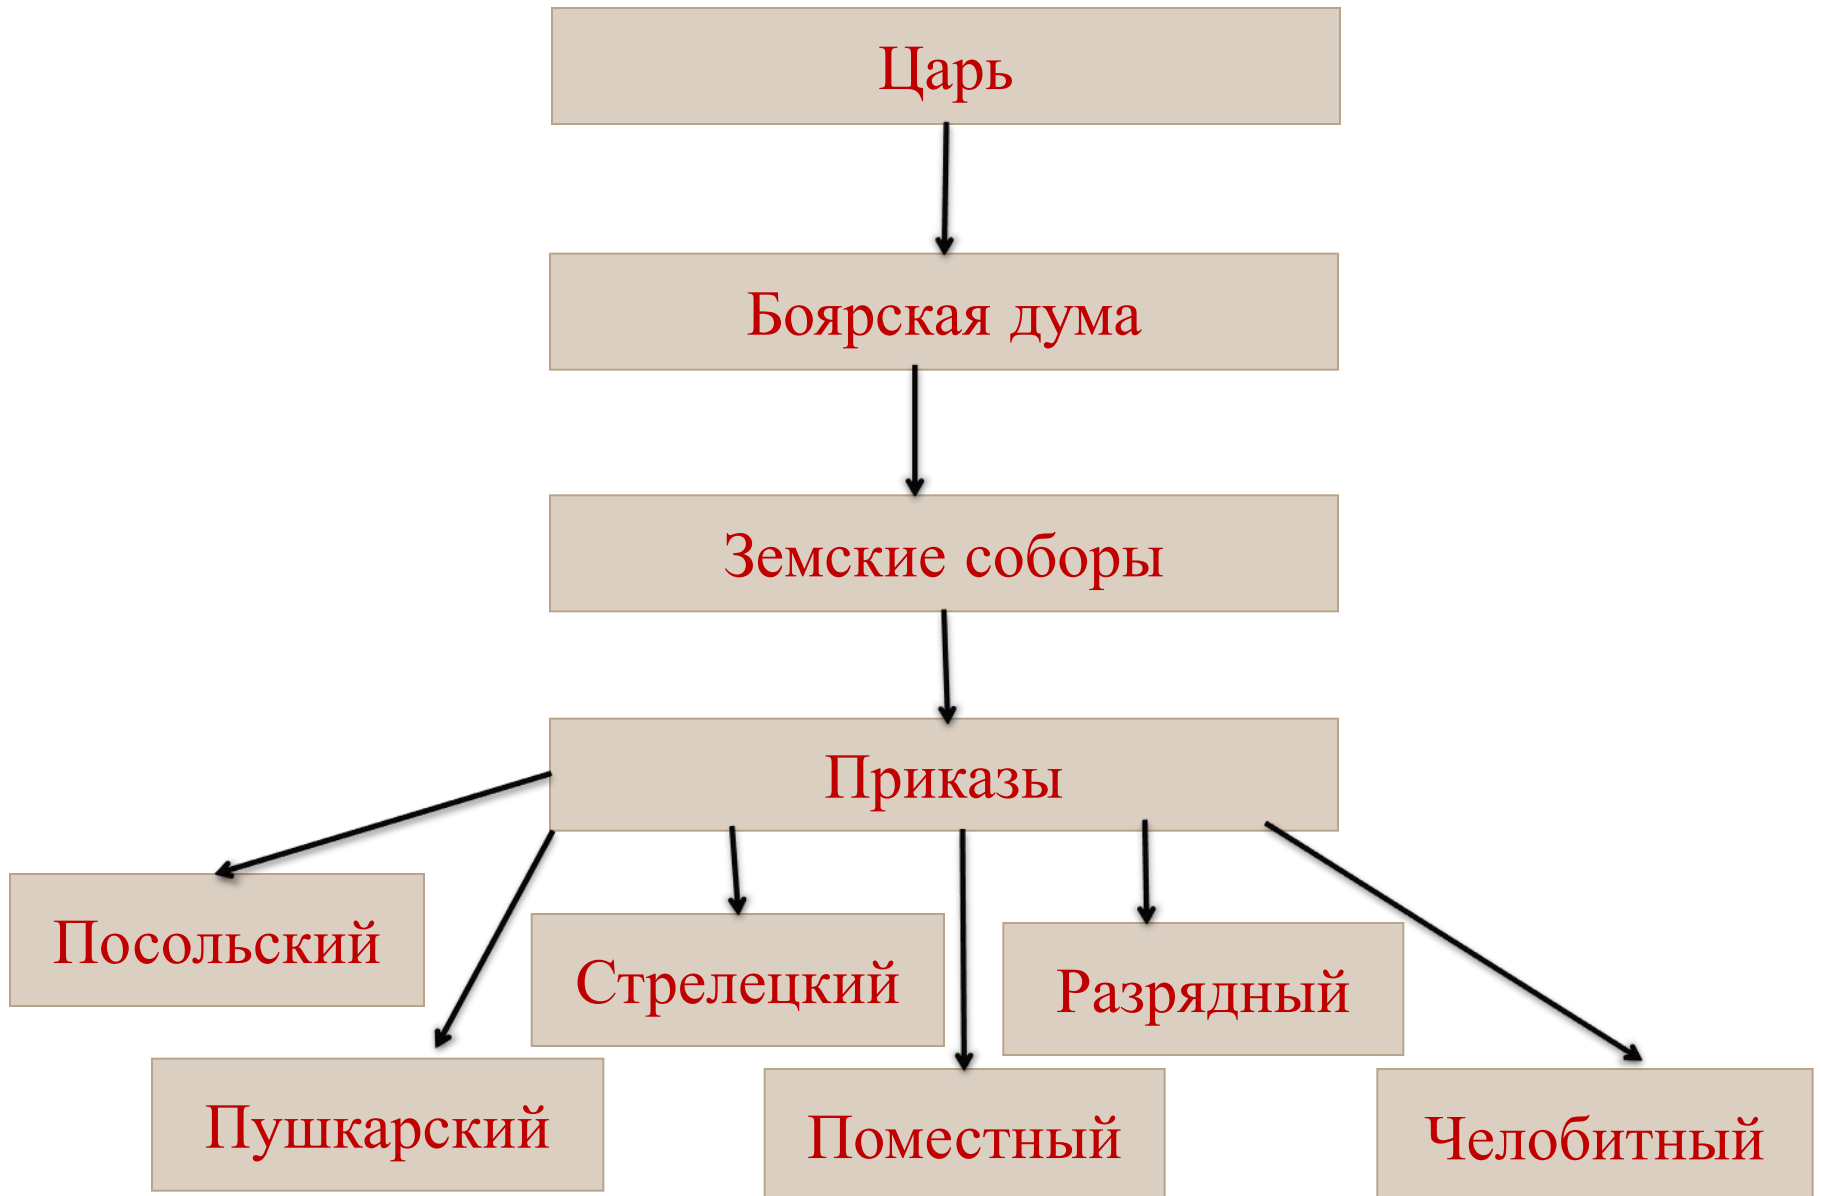 Царь
Боярская дума
Земские соборы
Приказы
Посольский
Стрелецкий
Разрядный
Пушкарский
Поместный
Челобитный